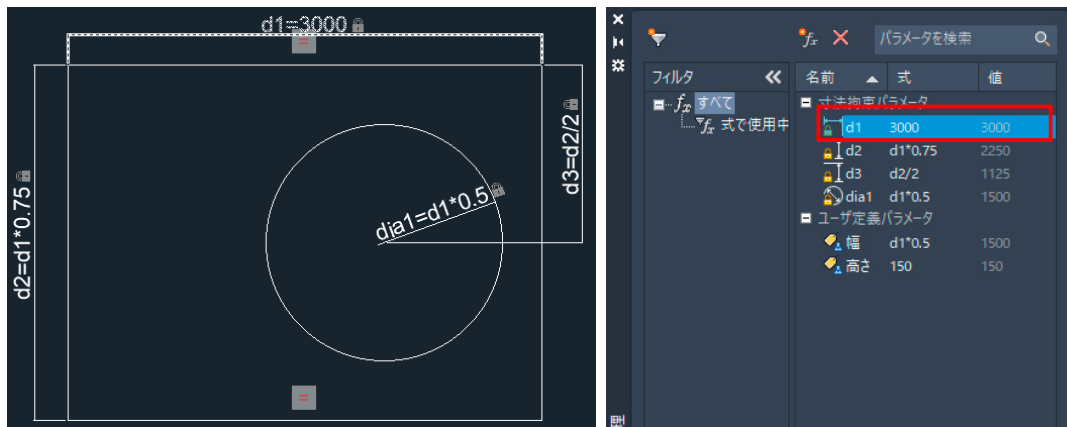 d1=3000
=
d3=d2/2
dia1=d1*0.5
d2=d1*0.75
=
fx
パラメータを検索
フィルタ
fx すべて
fx 式で使用中
名前 式 値
寸法拘束パラメータ
d1 3000 3000
d2 d1*0.75 2250
d3 d2/2 1125
dia1 d1*0.5 1500
ユーザ定義パラメータ
幅 d1*0.5 1500
高さ 150 150